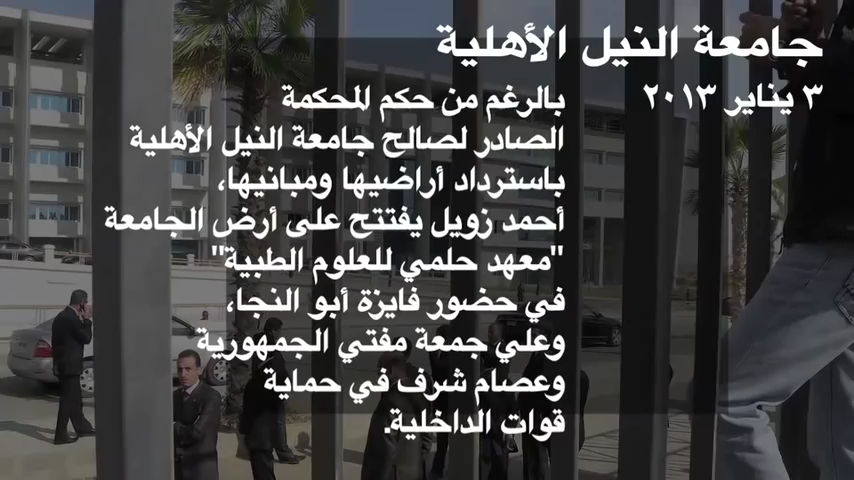 جامعة النيل الأهلية
٣ يناير ٢٠١٣
بالرغم من حكم المحكمة
الصادر لصالح جامعة النيل الأهلية
باسترداد أراضيها ومبانيها،
أحمد زويل يفتتح على أرض الجامعة
"معهد حلمي للعلوم الطبية"
في حضور فايزة أبو النجا،
وعلي جمعة مفتي الجمهورية
وعصام شرف في حماية
قوات الداخلية.